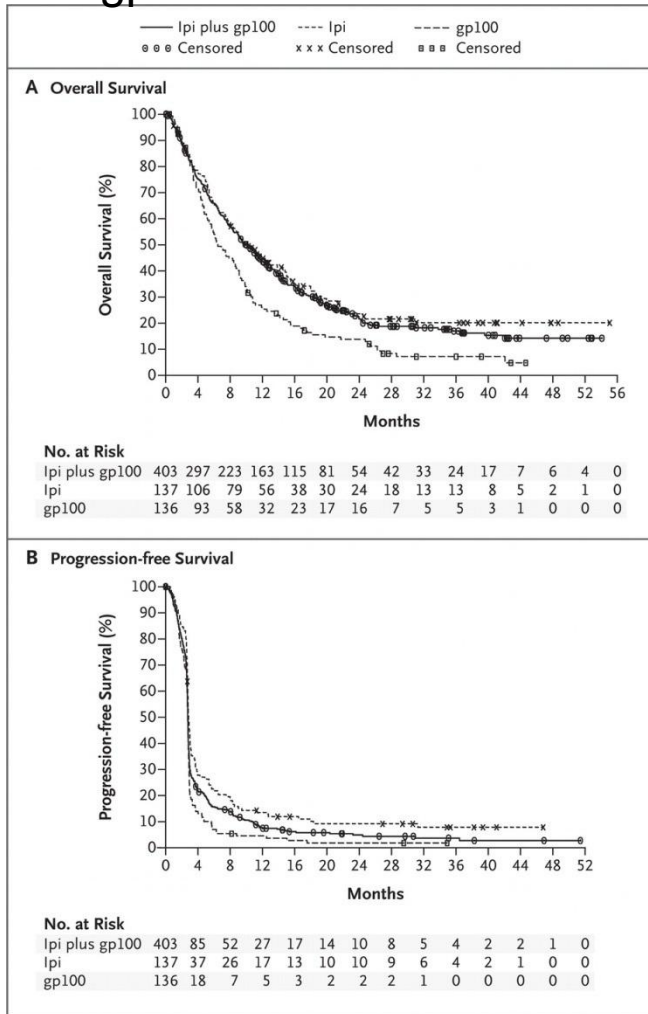 Ipi plus gp100 Ipi gp100
Censored Censored Censored
A Overall Survival
100
90
80
70
60
50
40
30
20
10
0
Overall Survival (%)
0 4 8 12 16 20 24 28 32 36 40 44 48 52 56
Months
No. at Risk
Ipi plus gp100 403 297 223 163 115 81 54 42 33 24 17 7 6 4 0
Ipi 137 106 79 56 38 30 24 18 13 13 8 5 2 1 0
gp100 136 93 58 32 23 17 16 7 5 5 3 1 0 0 0
B Progression-free Survival
100
90
80
70
60
50
40
30
20
10
0
Progression-free Survival (%)
0 4 8 12 16 20 24 28 32 36 40 44 48 52
Months
No. at Risk
Ipi plus gp100 403 85 52 27 17 14 10 8 5 4 2 2 1 0
Ipi 137 37 26 17 13 10 10 9 6 4 2 1 0 0
gp100 136 18 7 5 3 2 2 2 1 0 0 0 0 0